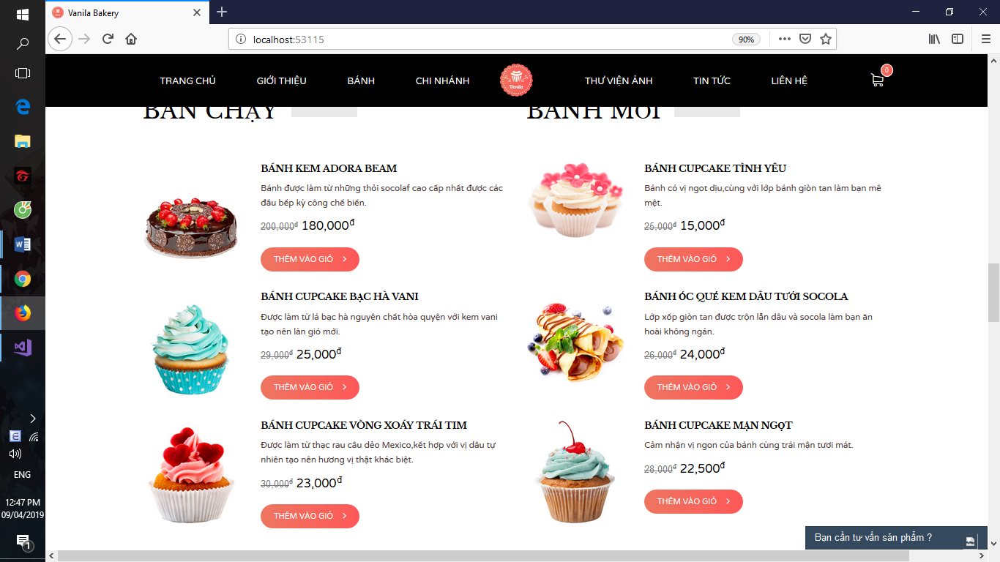 Vanila Bakery
localhost:53115
90%
TRANG CHỦ
GIỚI THIỆU
BÁNH
CHI NHÁNH
Vanila
THƯ VIỆN ẢNH
TIN TỨC
LIÊN HỆ
0
BÁN CHẠY
BÁNH MỚI
BÁNH KEM ADORA BEAM
Bánh được làm từ những thỏi socolaf cao cấp nhất được các
đầu bếp kỳ công chế biến.
200,000đ 180,000đ
THÊM VÀO GIỎ
BÁNH CUPCAKE BẠC HÀ VANI
Được làm từ lá bạc hà nguyên chất hòa quyện với kem vani
tạo nên làn gió mới.
29,000đ 25,000đ
THÊM VÀO GIỎ
BÁNH CUPCAKE VÒNG XOÁY TRÁI TIM
Được làm từ thạc rau câu dẻo Mexico,kết hợp với vị dâu tự
nhiên tạo nên hương vị thật khác biệt.
30,000đ 23,000đ
THÊM VÀO GIỎ
BÁNH CUPCAKE TÌNH YÊU
Bánh có vị ngot dịu,cùng với lớp bánh giòn tan làm bạn mê
mệt.
25,000đ 15,000đ
THÊM VÀO GIỎ
BÁNH ỐC QUẾ KEM DÂU TƯƠI SOCOLA
Lớp xốp giòn tan được trộn lẫn dâu và socola làm bạn ăn
hoài không ngán.
26,000đ 24,000đ
THÊM VÀO GIỎ
BÁNH CUPCAKE MẬN NGỌT
Cảm nhận vị ngon của bánh cùng trái mận tươi mát.
28,000đ 22,500đ
THÊM VÀO GIỎ
Bạn cần tư vấn sản phẩm ?
ENG
12:47 PM
09/04/2019
1